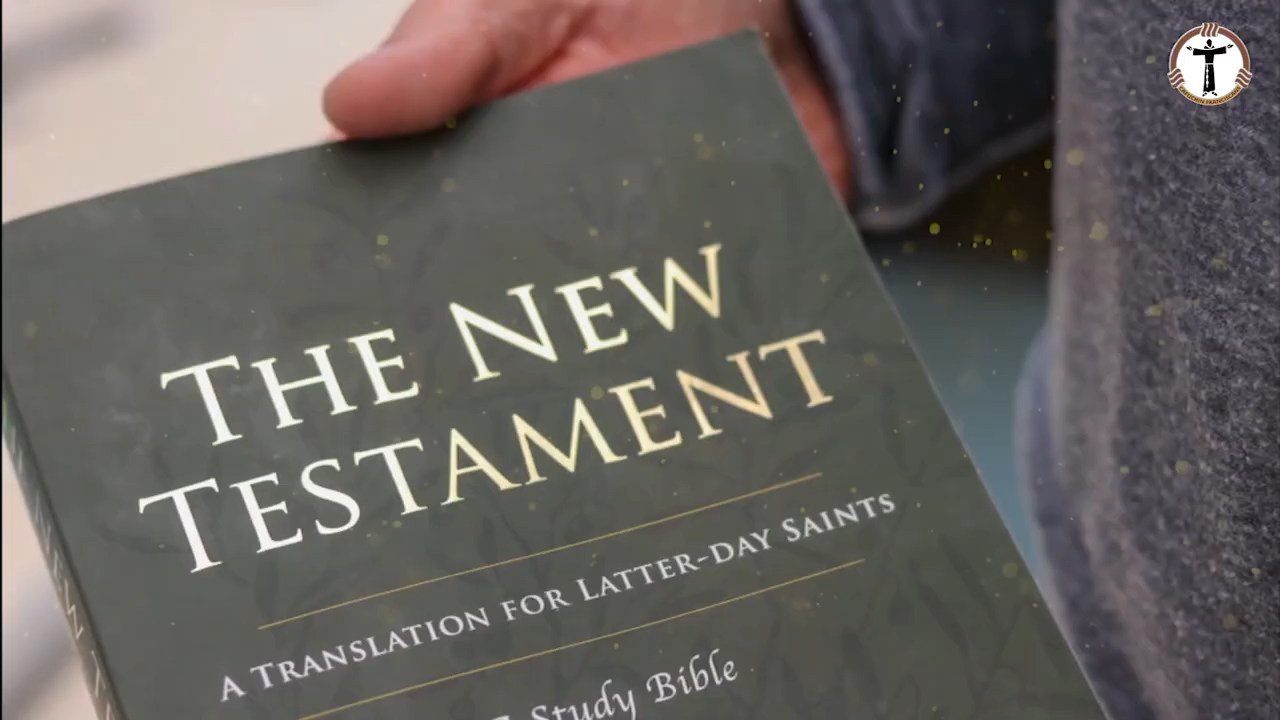 THE NEW
TESTAMENT
A TRANSLATION FOR LATTER-DAY SAINTS
Study Bible